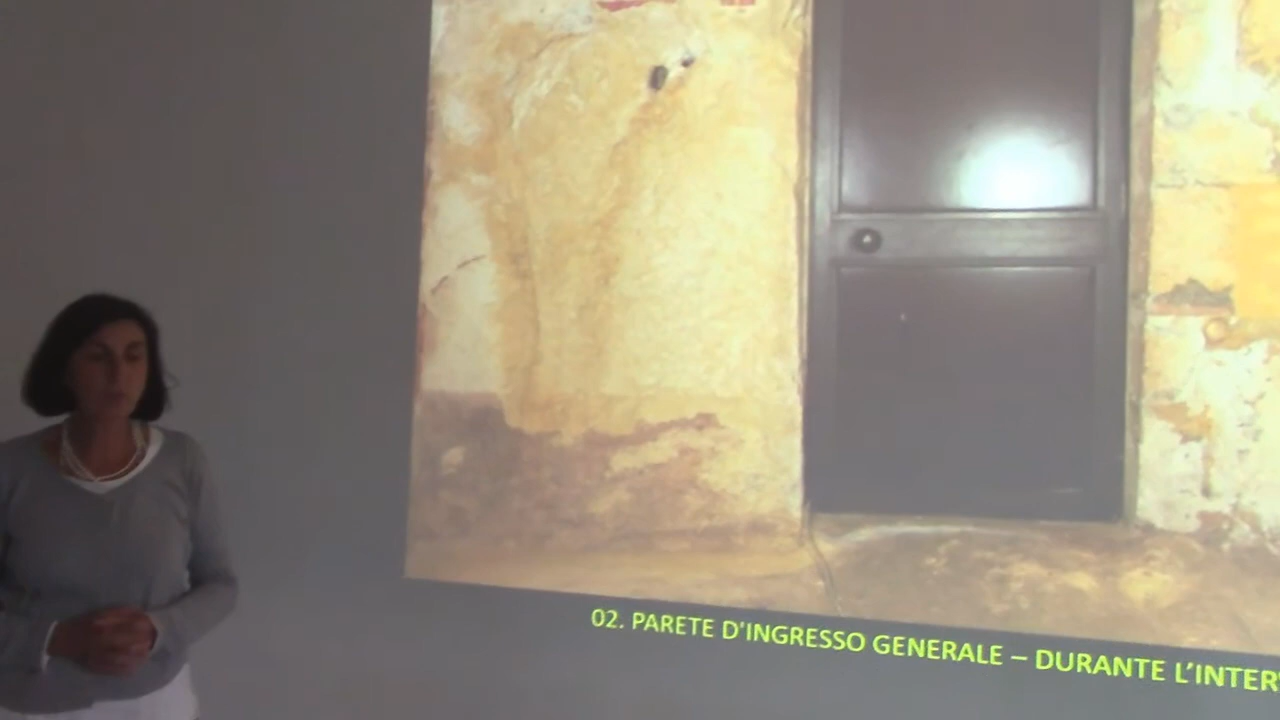 02. PARETE D'INGRESSO GENERALE – DURANTE L'INTER